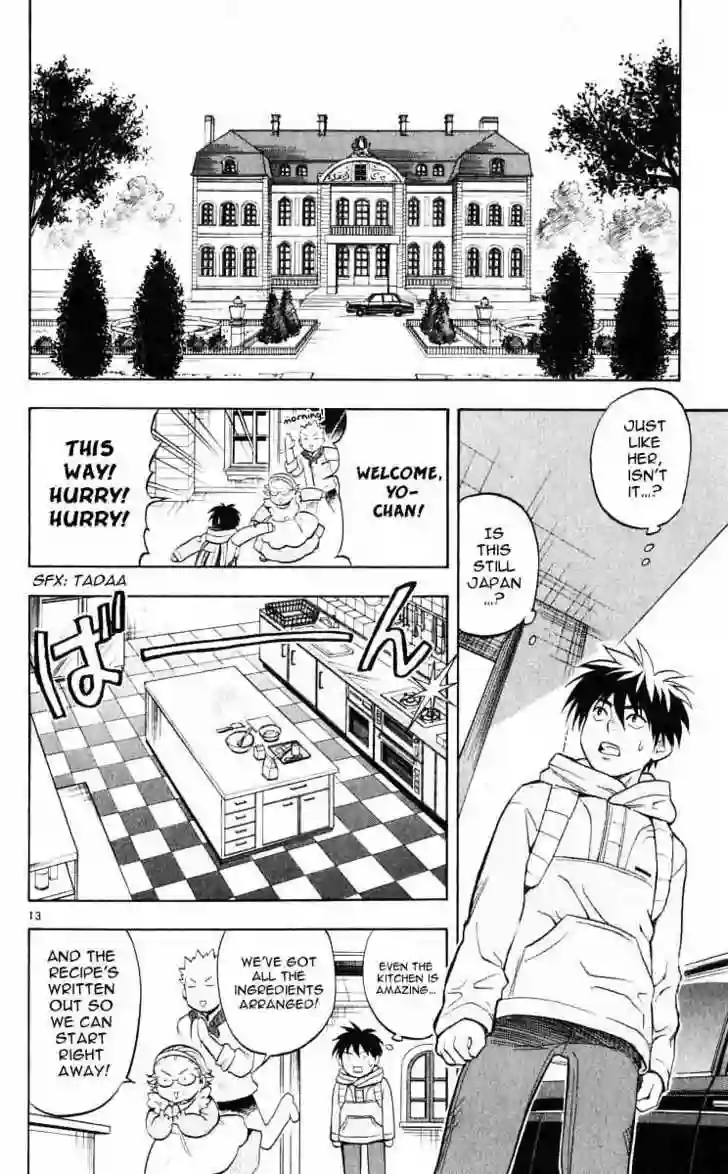 JUST
LIKE
HER,
ISN'T
IT...?
IS
THIS
STILL
JAPAN
...?
morning!
WELCOME,
YO-
CHAN!
THIS
WAY!
HURRY!
HURRY!
SFX: TADAA
ばーん
13
EVEN
THE
KITCHEN IS
AMAZING...
WE'VE GOT
ALL THE
INGREDIENTS
ARRANGED!
AND THE
RECIPE'S
WRITTEN
OUT SO
WE CAN
START
RIGHT
AWAY!